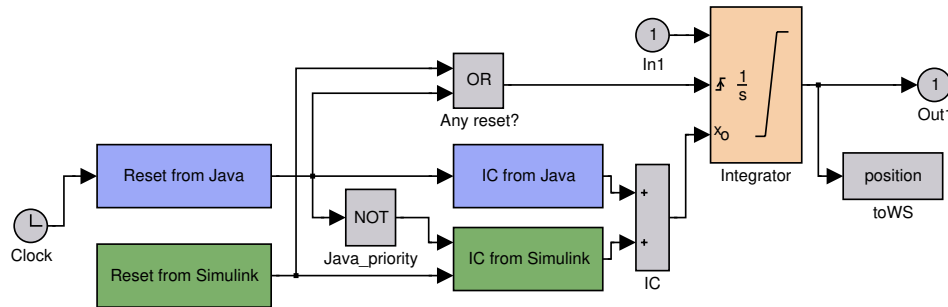 1
In1
OR
Any reset?
1
s
x0
Integrator
1
Out1
Reset from Java
IC from Java
position
toWS
NOT
Java_priority
Clock
+
+
IC
Reset from Simulink
IC from Simulink